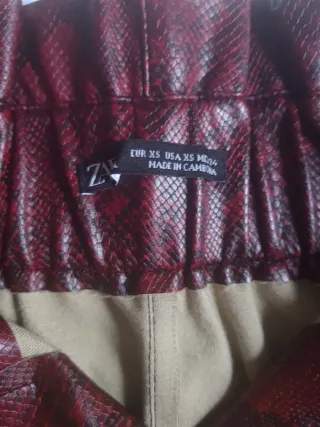 ZA
EUR XS USA XS MEX 24
MADE IN CAMBODIA